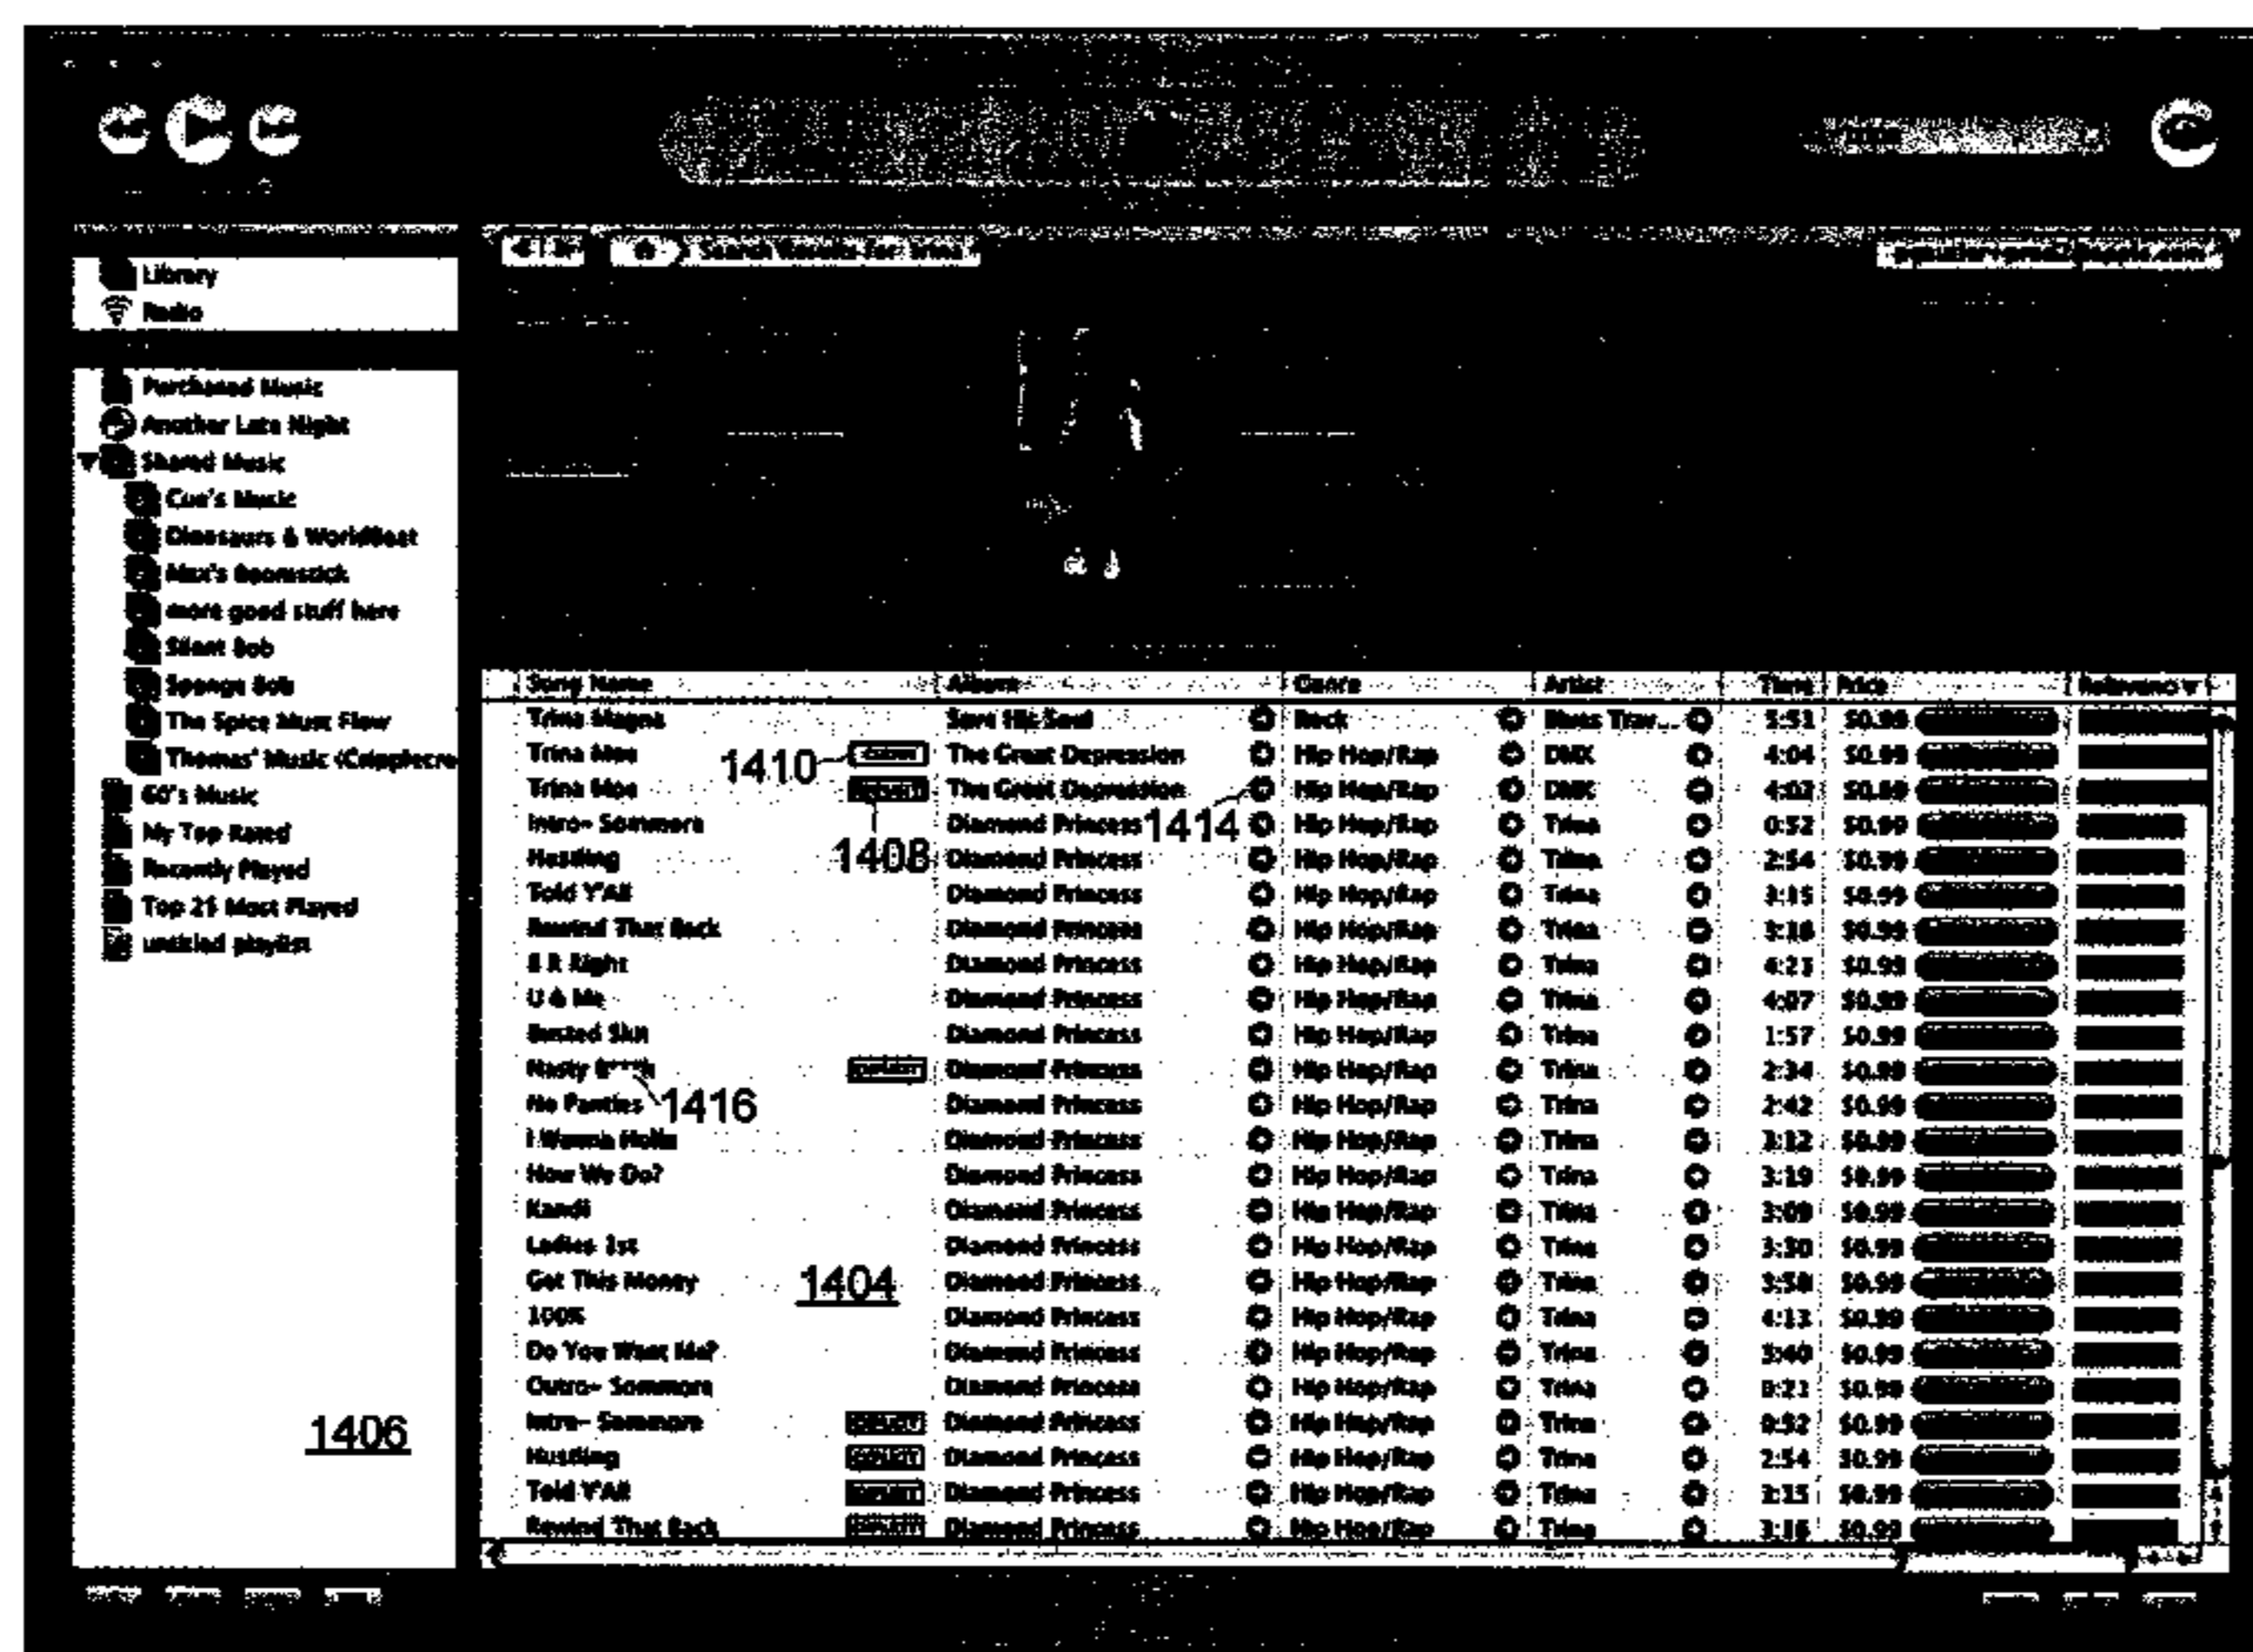 Library
Radio
Purchased Music
Another Late Night
Shared Music
Cue's Music
Dinosaurs & WorldBeat
Max's Boomstick
more good stuff here
Silent Bob
Sponge Bob
The Spice Must Flow
Thomas' Music (Cripplecre
60's Music
My Top Rated
Recently Played
Top 25 Most Played
untitled playlist
1406
Song Name Album Genre Artist Time Price Relevance
Trina Magna Save His Soul Rock Blues Trav... 5:51 $0.99
Trina Moe 1410 The Great Depression Hip Hop/Rap DMX 4:04 $0.99
Trina Moe EXPLICIT The Great Depression Hip Hop/Rap DMX 4:02 $0.99
1408 1414
Intro- Sommore Diamond Princess Hip Hop/Rap Trina 0:52 $0.99
Hustling Diamond Princess Hip Hop/Rap Trina 2:54 $0.99
Told Y'All Diamond Princess Hip Hop/Rap Trina 3:15 $0.99
Rewind That Back Diamond Princess Hip Hop/Rap Trina 3:16 $0.99
B R Right Diamond Princess Hip Hop/Rap Trina 4:23 $0.99
U & Me Diamond Princess Hip Hop/Rap Trina 4:07 $0.99
Diamond Princess Hip Hop/Rap Trina 1:57 $0.99
Nasty B***h EXPLICIT Diamond Princess Hip Hop/Rap Trina 2:34 $0.99
1416
No Panties Diamond Princess Hip Hop/Rap Trina 2:42 $0.99
I Wanna Holla Diamond Princess Hip Hop/Rap Trina 3:12 $0.99
How We Do? Diamond Princess Hip Hop/Rap Trina 3:19 $0.99
Kandi Diamond Princess Hip Hop/Rap Trina 3:09 $0.99
Ladies 1st Diamond Princess Hip Hop/Rap Trina 3:30 $0.99
Get This Money 1404 Diamond Princess Hip Hop/Rap Trina 3:58 $0.99
100% Diamond Princess Hip Hop/Rap Trina 4:13 $0.99
Do You Want Me? Diamond Princess Hip Hop/Rap Trina 3:40 $0.99
Outro- Sommore Diamond Princess Hip Hop/Rap Trina 0:21 $0.99
Intro- Sommore EXPLICIT Diamond Princess Hip Hop/Rap Trina 0:52 $0.99
Hustling EXPLICIT Diamond Princess Hip Hop/Rap Trina 2:54 $0.99
Told Y'All EXPLICIT Diamond Princess Hip Hop/Rap Trina 3:15 $0.99
Rewind That Back EXPLICIT Diamond Princess Hip Hop/Rap Trina 3:16 $0.99